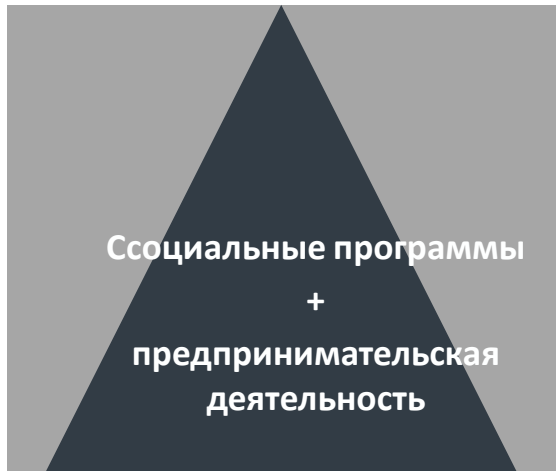 Ссоциальные программы
+
предпринимательская
деятельность